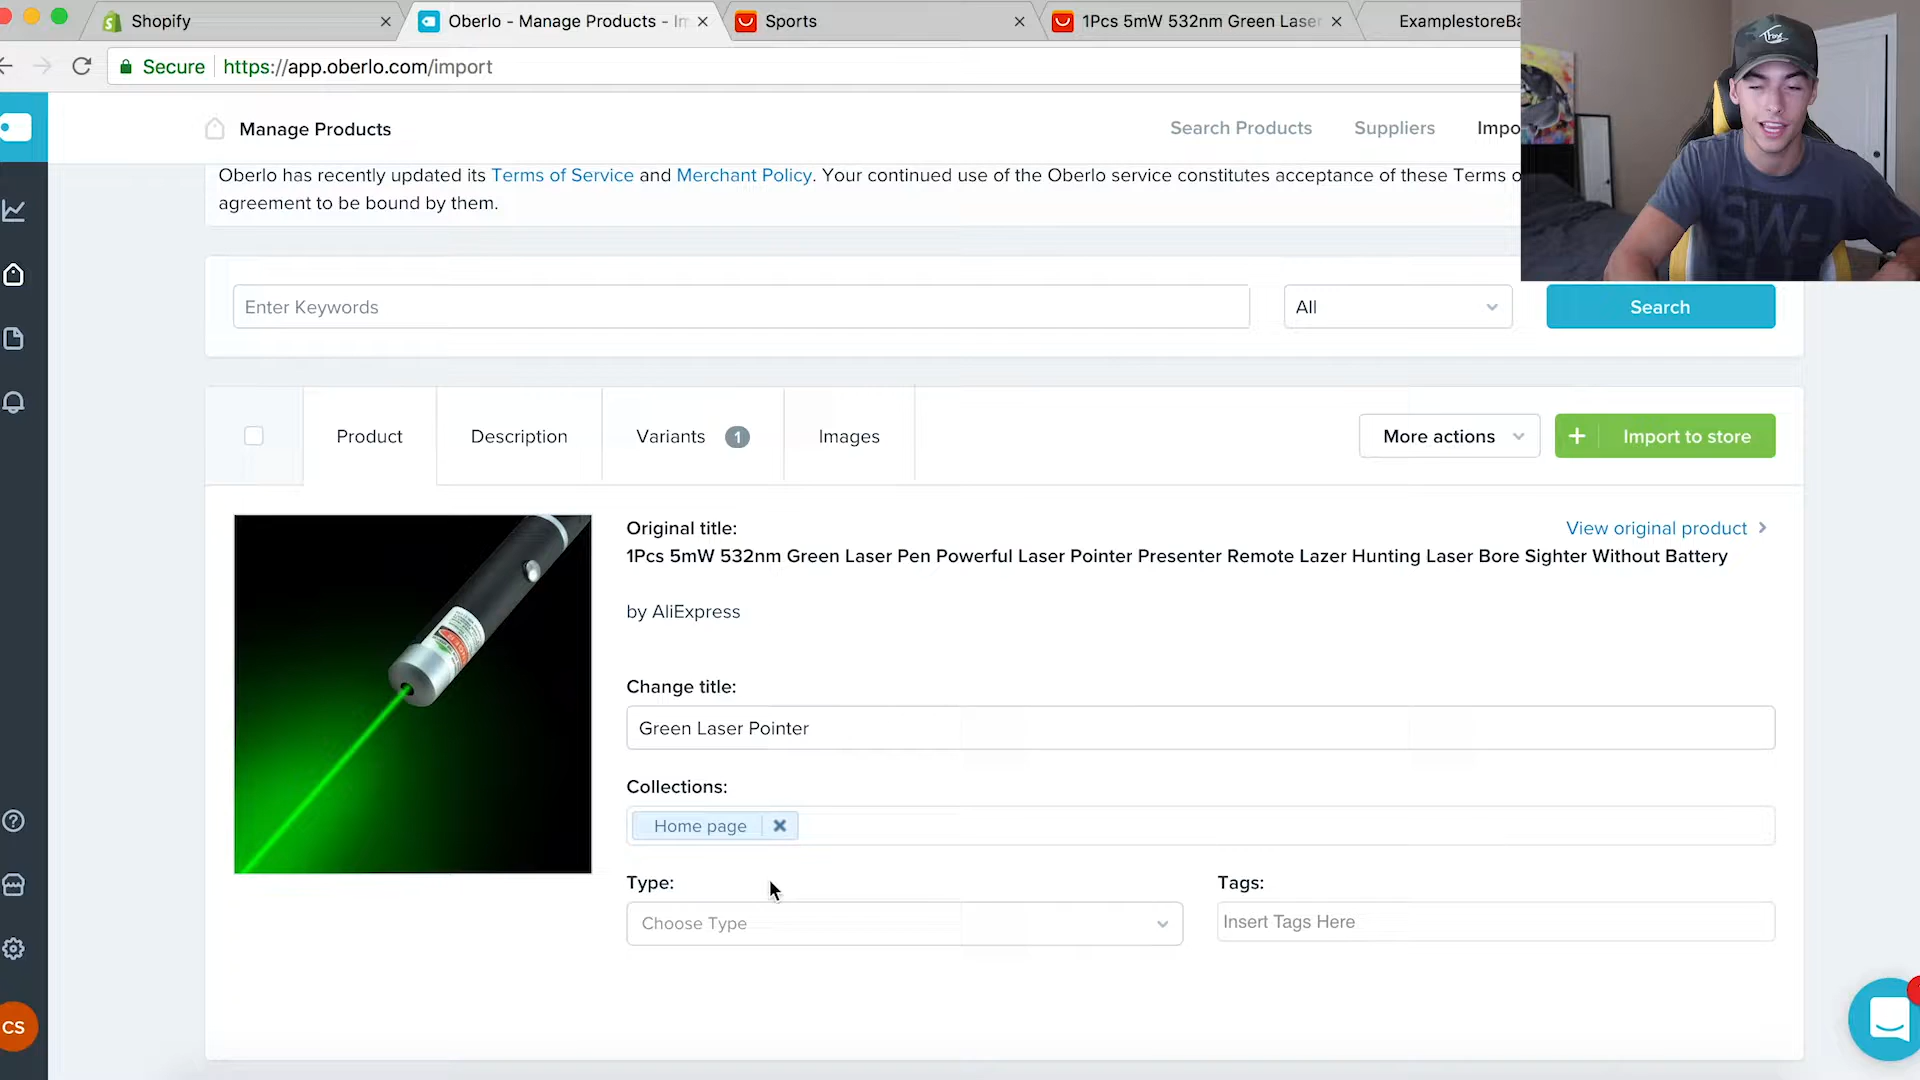 Shopify
Oberlo - Manage Products - Im
Sports
1Pcs 5mW 532nm Green Laser
ExamplestoreBa
Secure
https://app.oberlo.com/import
Manage Products
Search Products
Suppliers
Impo
Oberlo has recently updated its Terms of Service and Merchant Policy. Your continued use of the Oberlo service constitutes acceptance of these Terms o
agreement to be bound by them.
Enter Keywords
All
Search
Product
Description
Variants 1
Images
More actions
+ Import to store
Original title:
View original product
1Pcs 5mW 532nm Green Laser Pen Powerful Laser Pointer Presenter Remote Lazer Hunting Laser Bore Sighter Without Battery
by AliExpress
Change title:
Green Laser Pointer
Collections:
Home page
Type:
Tags:
Choose Type
Insert Tags Here
CS
SW-